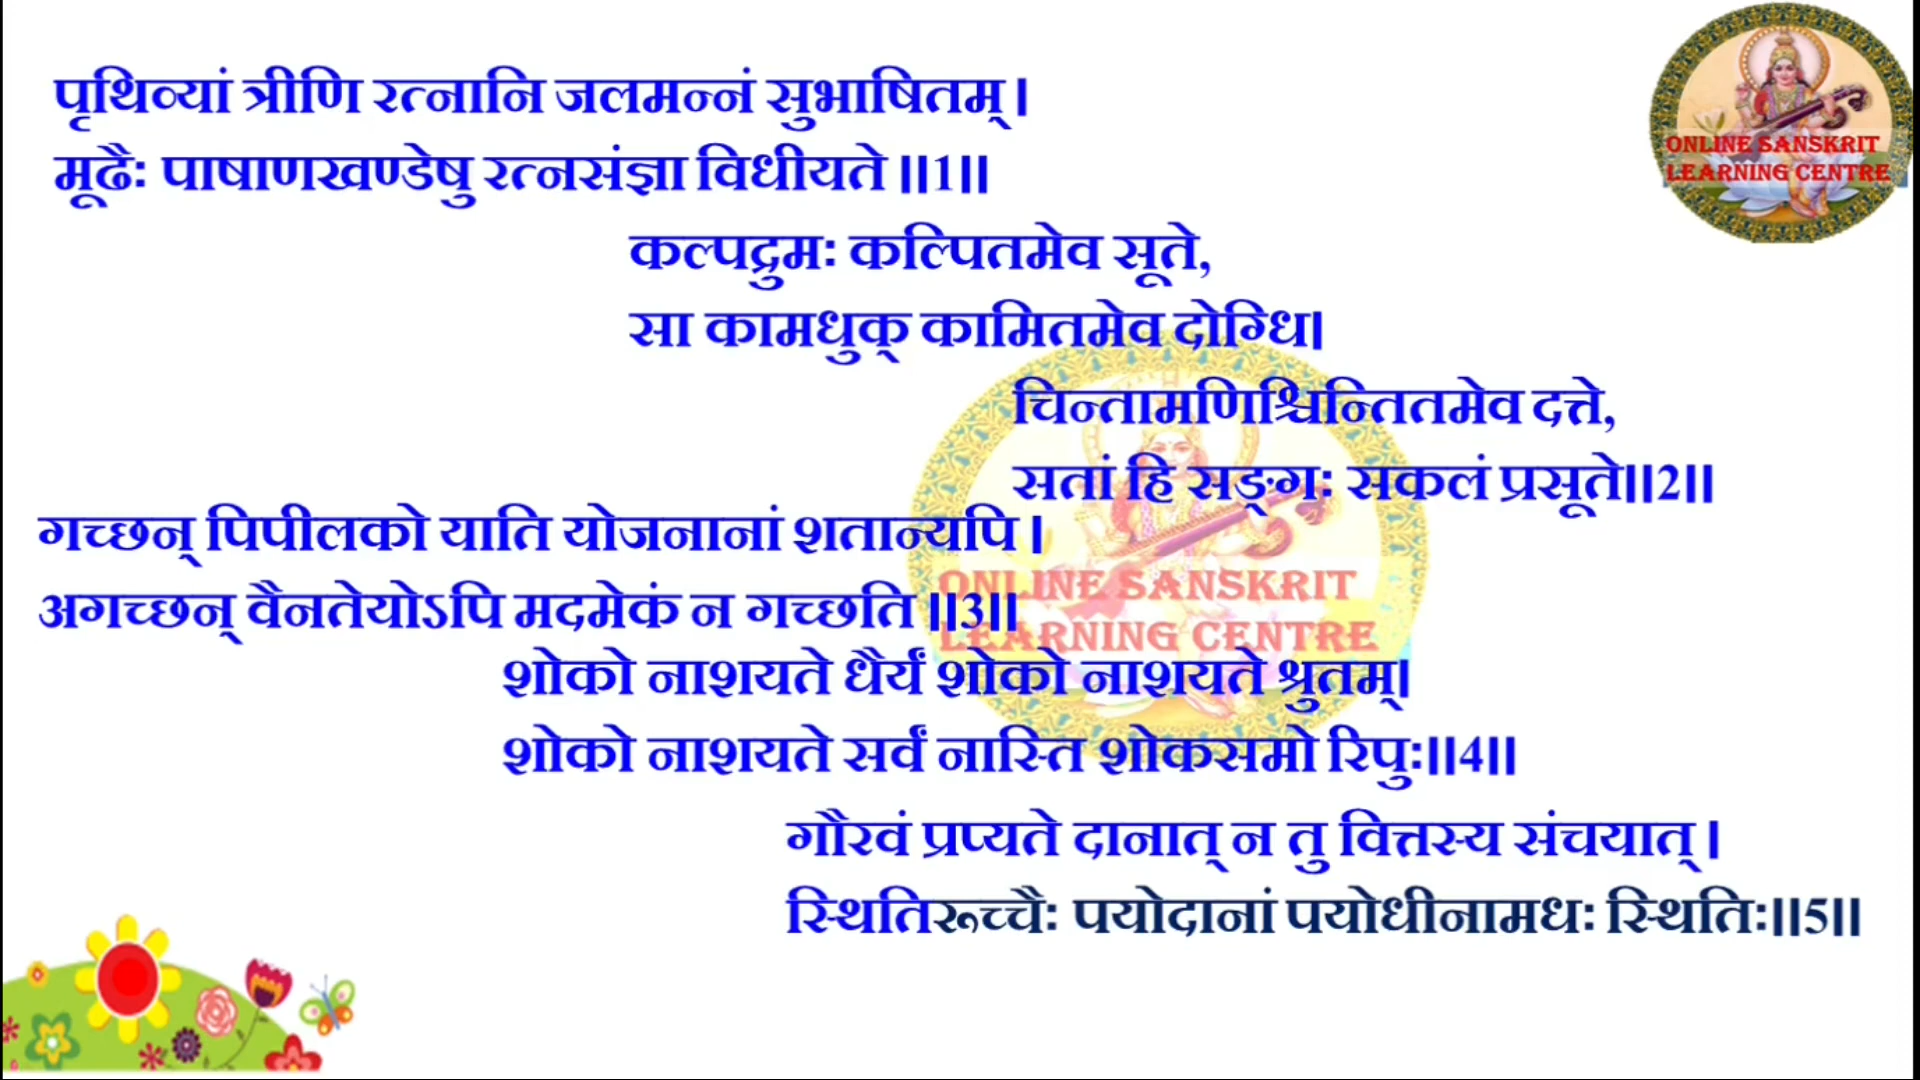 पृथिव्यां त्रीणि रत्नानि जलमन्नं सुभाषितम् ।
मूढैः पाषाणखण्डेषु रत्नसंज्ञा विधीयते ॥1॥
कल्पद्रुमः कल्पितमेव सूते,
सा कामधुक् कामितमेव दोग्धि।
चिन्तामणिश्चिन्तितमेव दत्ते,
सतां हि सङ्गः सकलं प्रसूते॥2॥
गच्छन् पिपीलको याति योजनानां शतान्यपि ।
अगच्छन् वैनतेयोऽपि मदमेकं न गच्छति ॥3॥
शोको नाशयते धैर्यं शोको नाशयते श्रुतम्।
शोको नाशयते सर्वं नास्ति शोकसमो रिपुः॥4॥
गौरवं प्रप्यते दानात् न तु वित्तस्य संचयात् ।
स्थितिरूच्चैः पयोदानां पयोधीनामधः स्थितिः॥5॥
ONLINE SANSKRIT
LEARNING CENTRE
ONLINE SANSKRIT
LEARNING CENTRE